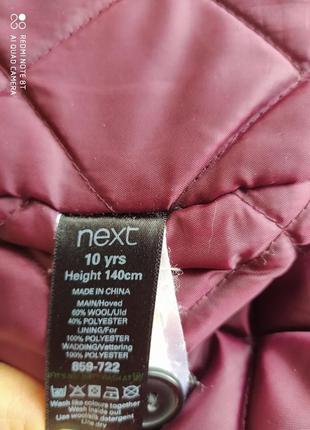 REDMI NOTE 8T
AI QUAD CAMERA
next
10 yrs
Height 140cm
MADE IN CHINA
MAIN/Hoved
60% WOOL/Uld
40% POLYESTER
LINING/For
100% POLYESTER
WADDING/Vattering
100% POLYESTER
859-722
Wash like colours together
Wash inside out
Use wool/silk detergent
Line dry